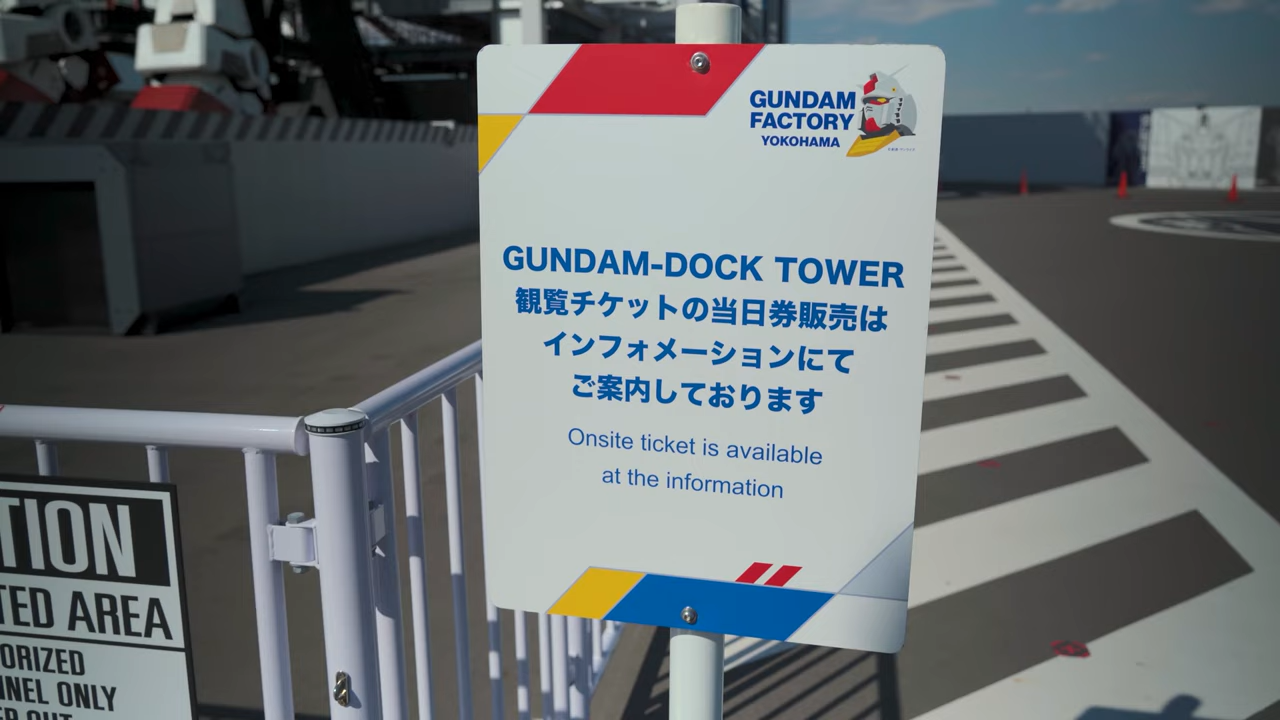 GUNDAM
FACTORY
YOKOHAMA
GUNDAM-DOCK TOWER
観覧チケットの当日券販売は
インフォメーションにて
ご案内しております
Onsite ticket is available
at the information
TION
TED AREA
ORIZED
NNEL ONLY